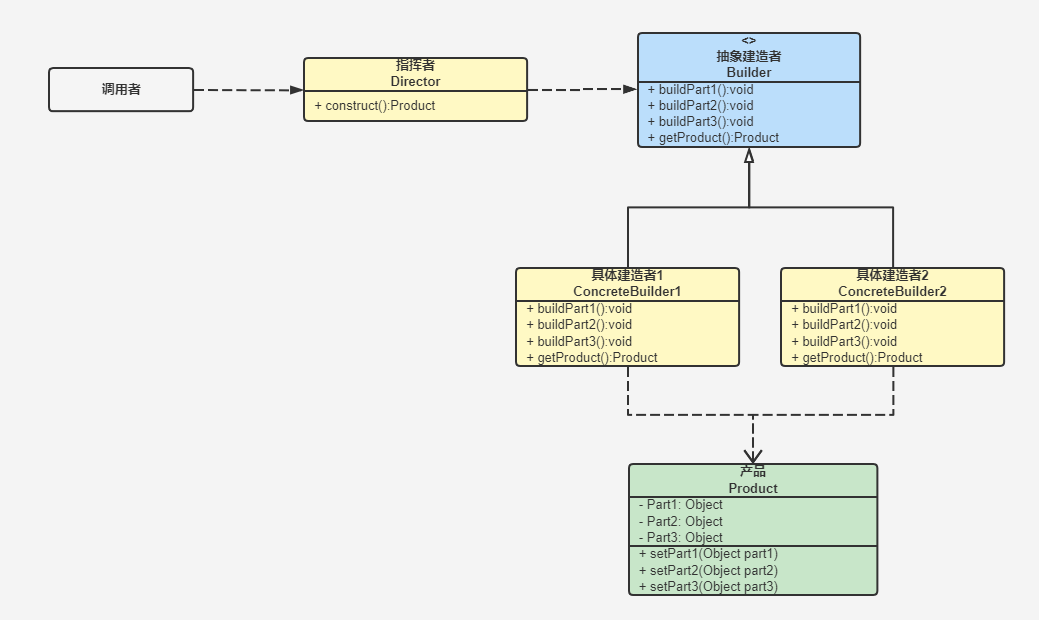 调用者
指挥者
Director
+ construct():Product
<>
抽象建造者
Builder
+ buildPart1():void
+ buildPart2():void
+ buildPart3():void
+ getProduct():Product
具体建造者1
ConcreteBuilder1
+ buildPart1():void
+ buildPart2():void
+ buildPart3():void
+ getProduct():Product
具体建造者2
ConcreteBuilder2
+ buildPart1():void
+ buildPart2():void
+ buildPart3():void
+ getProduct():Product
产品
Product
- Part1: Object
- Part2: Object
- Part3: Object
+ setPart1(Object part1)
+ setPart2(Object part2)
+ setPart3(Object part3)